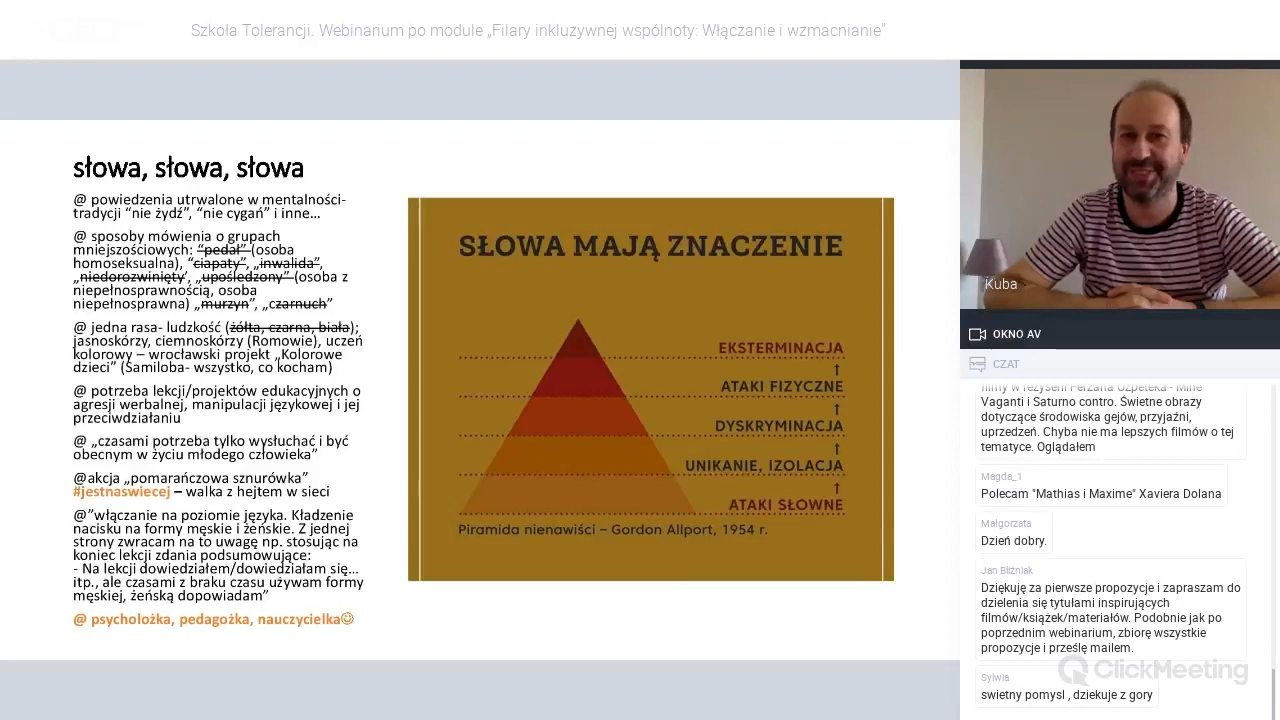 Szkoła Tolerancji. Webinarium po module „Filary inkluzywnej wspólnoty: Włączanie i wzmacnianie"
słowa, słowa, słowa
@ powiedzenia utrwalone w mentalności-
tradycji “nie żydź”, “nie cygań” i inne…
@ sposoby mówienia o grupach
mniejszościowych: “pedał” (osoba
homoseksualna), “ciapaty”, „inwalida”,
„niedorozwinięty’, „upośledzony” (osoba z
niepełnosprawnością, osoba
niepełnosprawna) „murzyn”, „czarnuch”
@ jedna rasa- ludzkość (żółta, czarna, biała);
jasnoskórzy, ciemnoskórzy (Romowie), uczeń
kolorowy – wrocławski projekt „Kolorowe
dzieci” (Samiloba- wszystko, co kocham)
@ potrzeba lekcji/projektów edukacyjnych o
agresji werbalnej, manipulacji językowej i jej
przeciwdziałaniu
@ „czasami potrzeba tylko wysłuchać i być
obecnym w życiu młodego człowieka”
@akcja „pomarańczowa sznurówka”
#jestnaswiecej – walka z hejtem w sieci
@”włączanie na poziomie języka. Kładzenie
nacisku na formy męskie i żeńskie. Z jednej
strony zwracam na to uwagę np. stosując na
koniec lekcji zdania podsumowujące:
- Na lekcji dowiedziałem/dowiedziałam się…
itp., ale czasami z braku czasu używam formy
męskiej, żeńską dopowiadam”
@ psycholożka, pedagożka, nauczycielka☺
SŁOWA MAJĄ ZNACZENIE
EKSTERMINACJA
↑
ATAKI FIZYCZNE
↑
DYSKRYMINACJA
↑
UNIKANIE, IZOLACJA
↑
ATAKI SŁOWNE
Piramida nienawiści – Gordon Allport, 1954 r.
Kuba
OKNO AV
CZAT
filmy w reżyserii Ferzana Ozpeteka - Mine
Vaganti i Saturno contro. Świetne obrazy
dotyczące środowiska gejów, przyjaźni,
uprzedzeń. Chyba nie ma lepszych filmów o tej
tematyce. Oglądałem
Magda_1
Polecam "Mathias i Maxime" Xaviera Dolana
Małgorzata
Dzień dobry.
Jan Bliźniak
Dziękuję za pierwsze propozycje i zapraszam do
dzielenia się tytułami inspirujących
filmów/książek/materiałów. Podobnie jak po
poprzednim webinarium, zbiorę wszystkie
propozycje i prześlę mailem.
ClickMeeting
Sylwia
swietny pomysl , dziekuje z gory